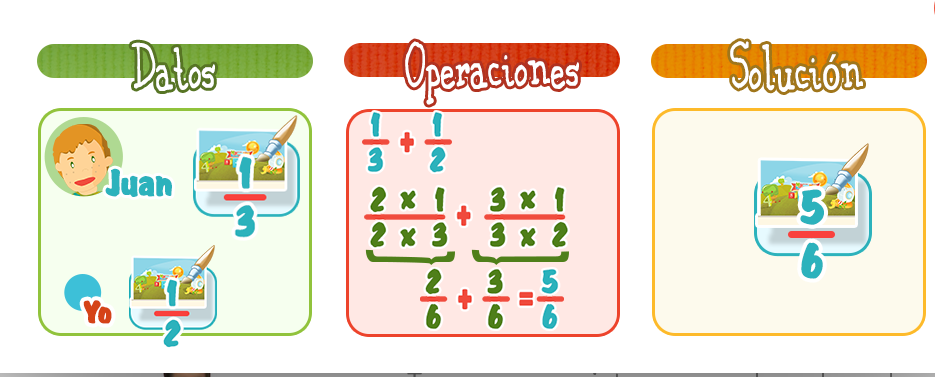 Datos
Juan
1
3
Yo
1
2
Operaciones
1/3 + 1/2
2 x 1 / 2 x 3 + 3 x 1 / 3 x 2
2/6 + 3/6 = 5/6
Solución
5
6